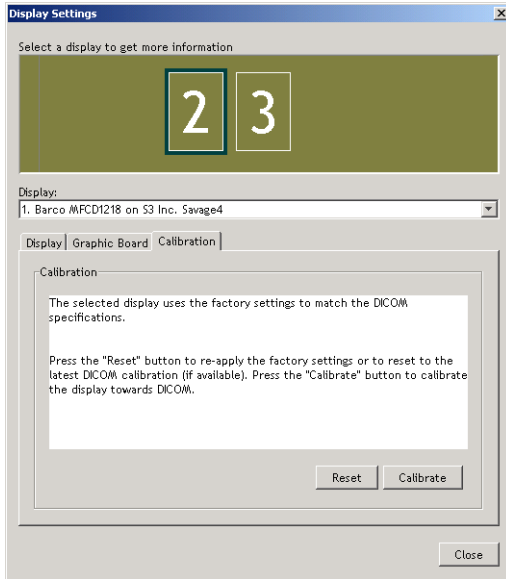 Display Settings
Select a display to get more information
2 3
Display:
1. Barco MFCD1218 on S3 Inc. Savage4
Display Graphic Board Calibration
Calibration
The selected display uses the factory settings to match the DICOM
specifications.
Press the "Reset" button to re-apply the factory settings or to reset to the
latest DICOM calibration (if available). Press the "Calibrate" button to calibrate
the display towards DICOM.
Reset Calibrate
Close